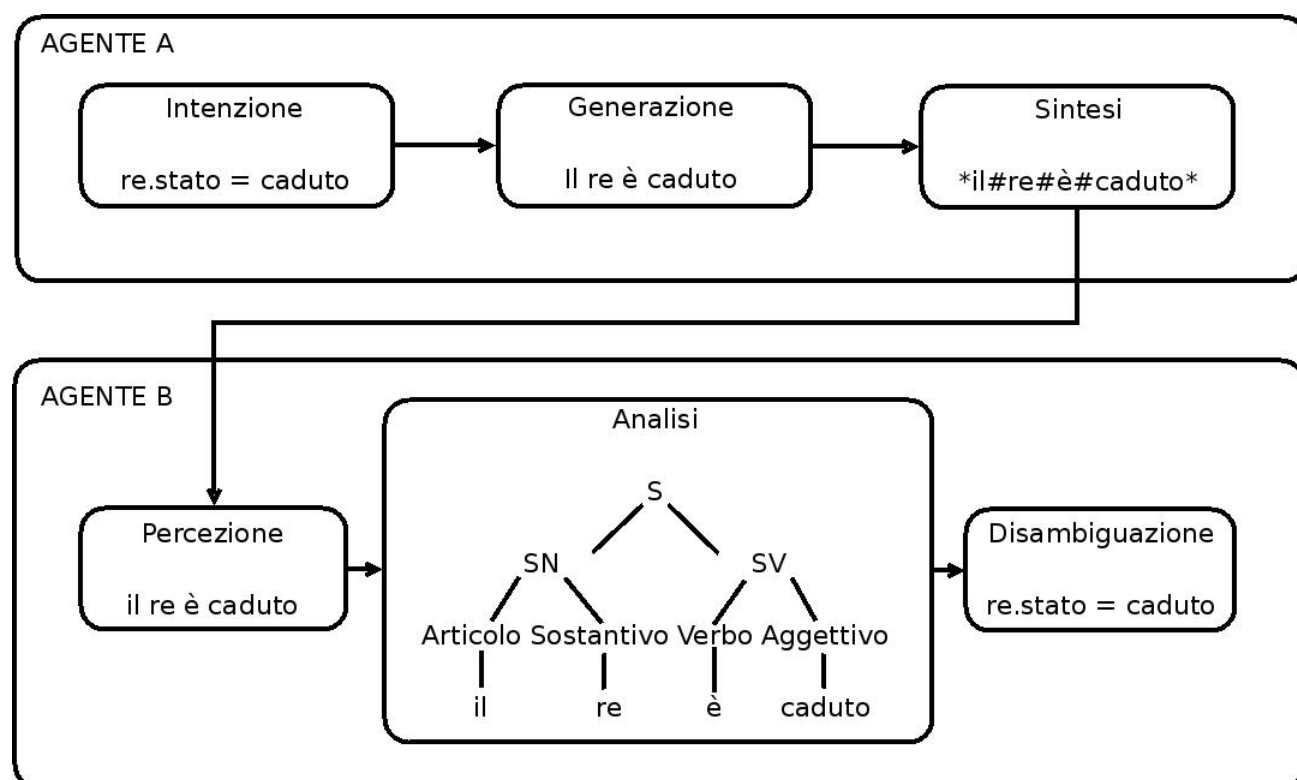 AGENTE A
Intenzione
re.stato = caduto
Generazione
Il re è caduto
Sintesi
*il#re#è#caduto*
AGENTE B
Percezione
il re è caduto
Analisi
S
SN SV
Articolo Sostantivo Verbo Aggettivo
il re è caduto
Disambiguazione
re.stato = caduto